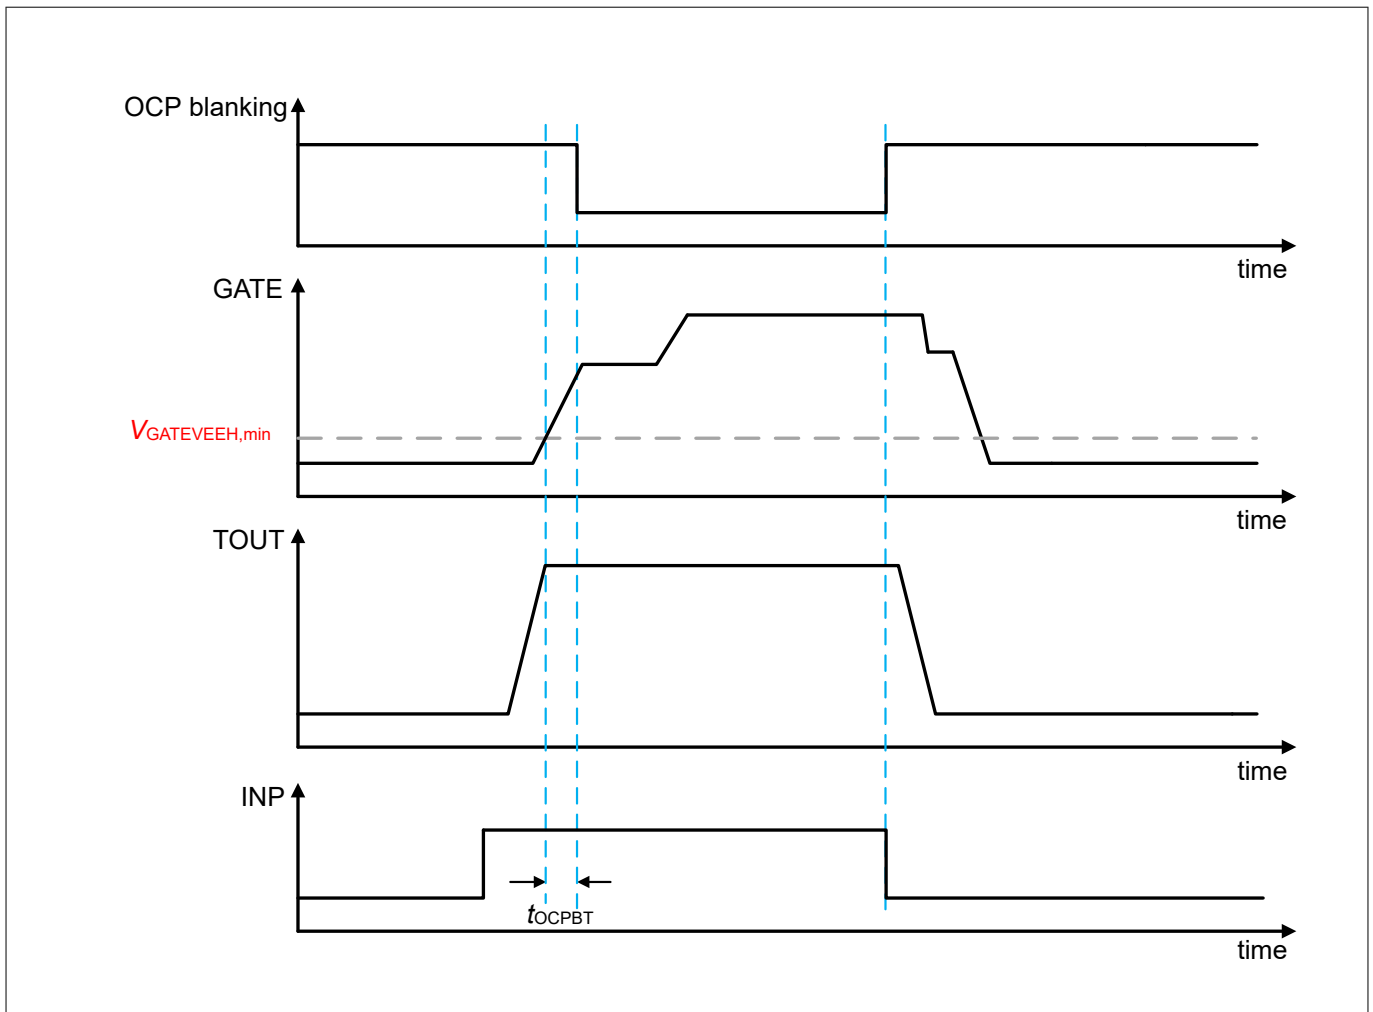 OCP blanking
time
GATE
VGATEVEEH,min
time
TOUT
time
INP
tOCPBT
time